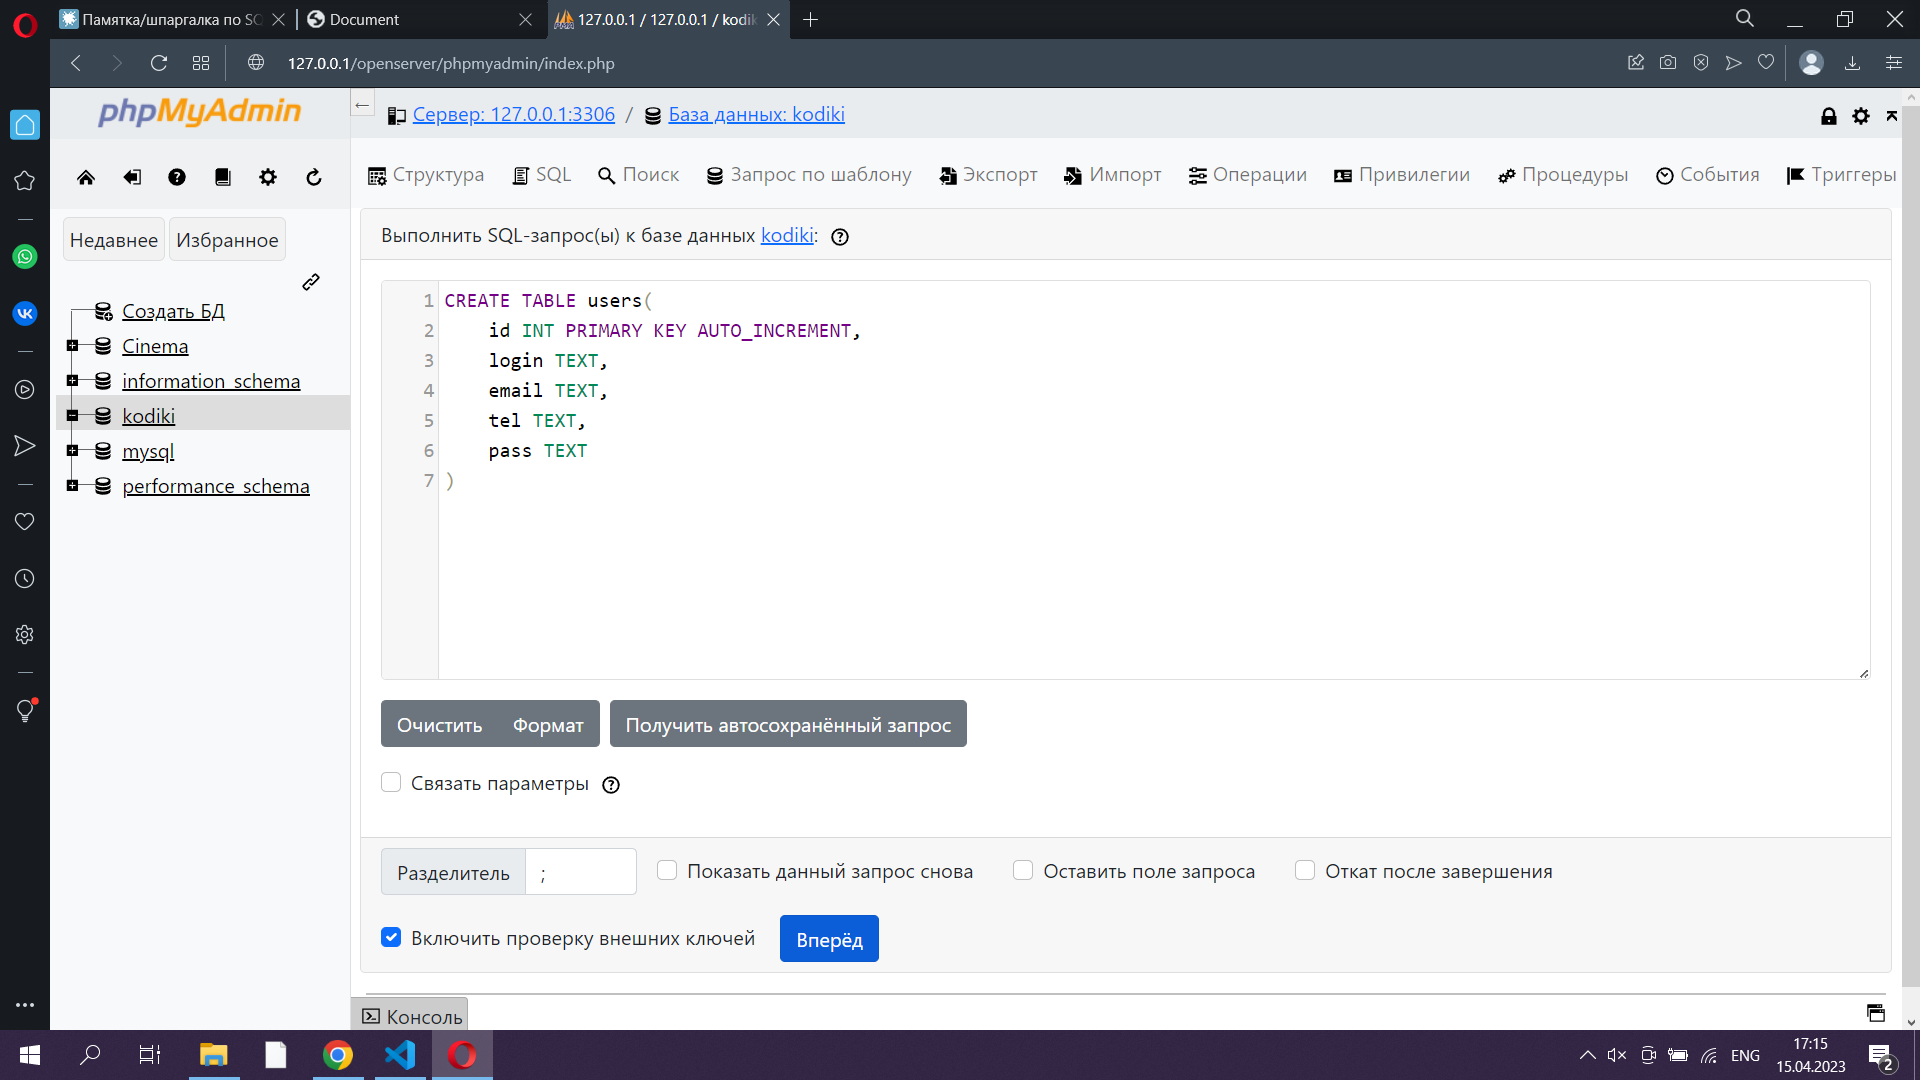 Памятка/шпаргалка по SQ
Document
127.0.0.1 / 127.0.0.1 / kodik
127.0.0.1/openserver/phpmyadmin/index.php
phpMyAdmin
Сервер: 127.0.0.1:3306 / База данных: kodiki
Структура SQL Поиск Запрос по шаблону Экспорт Импорт Операции Привилегии Процедуры События Триггеры
Недавнее Избранное
Создать БД
Cinema
information_schema
kodiki
mysql
performance_schema
Выполнить SQL-запрос(ы) к базе данных kodiki:
1 CREATE TABLE users(
2 id INT PRIMARY KEY AUTO_INCREMENT,
3 login TEXT,
4 email TEXT,
5 tel TEXT,
6 pass TEXT
7 )
Очистить Формат Получить автосохранённый запрос
Связать параметры
Разделитель ; Показать данный запрос снова Оставить поле запроса Откат после завершения
Включить проверку внешних ключей Вперёд
Консоль
ENG
17:15
15.04.2023
2